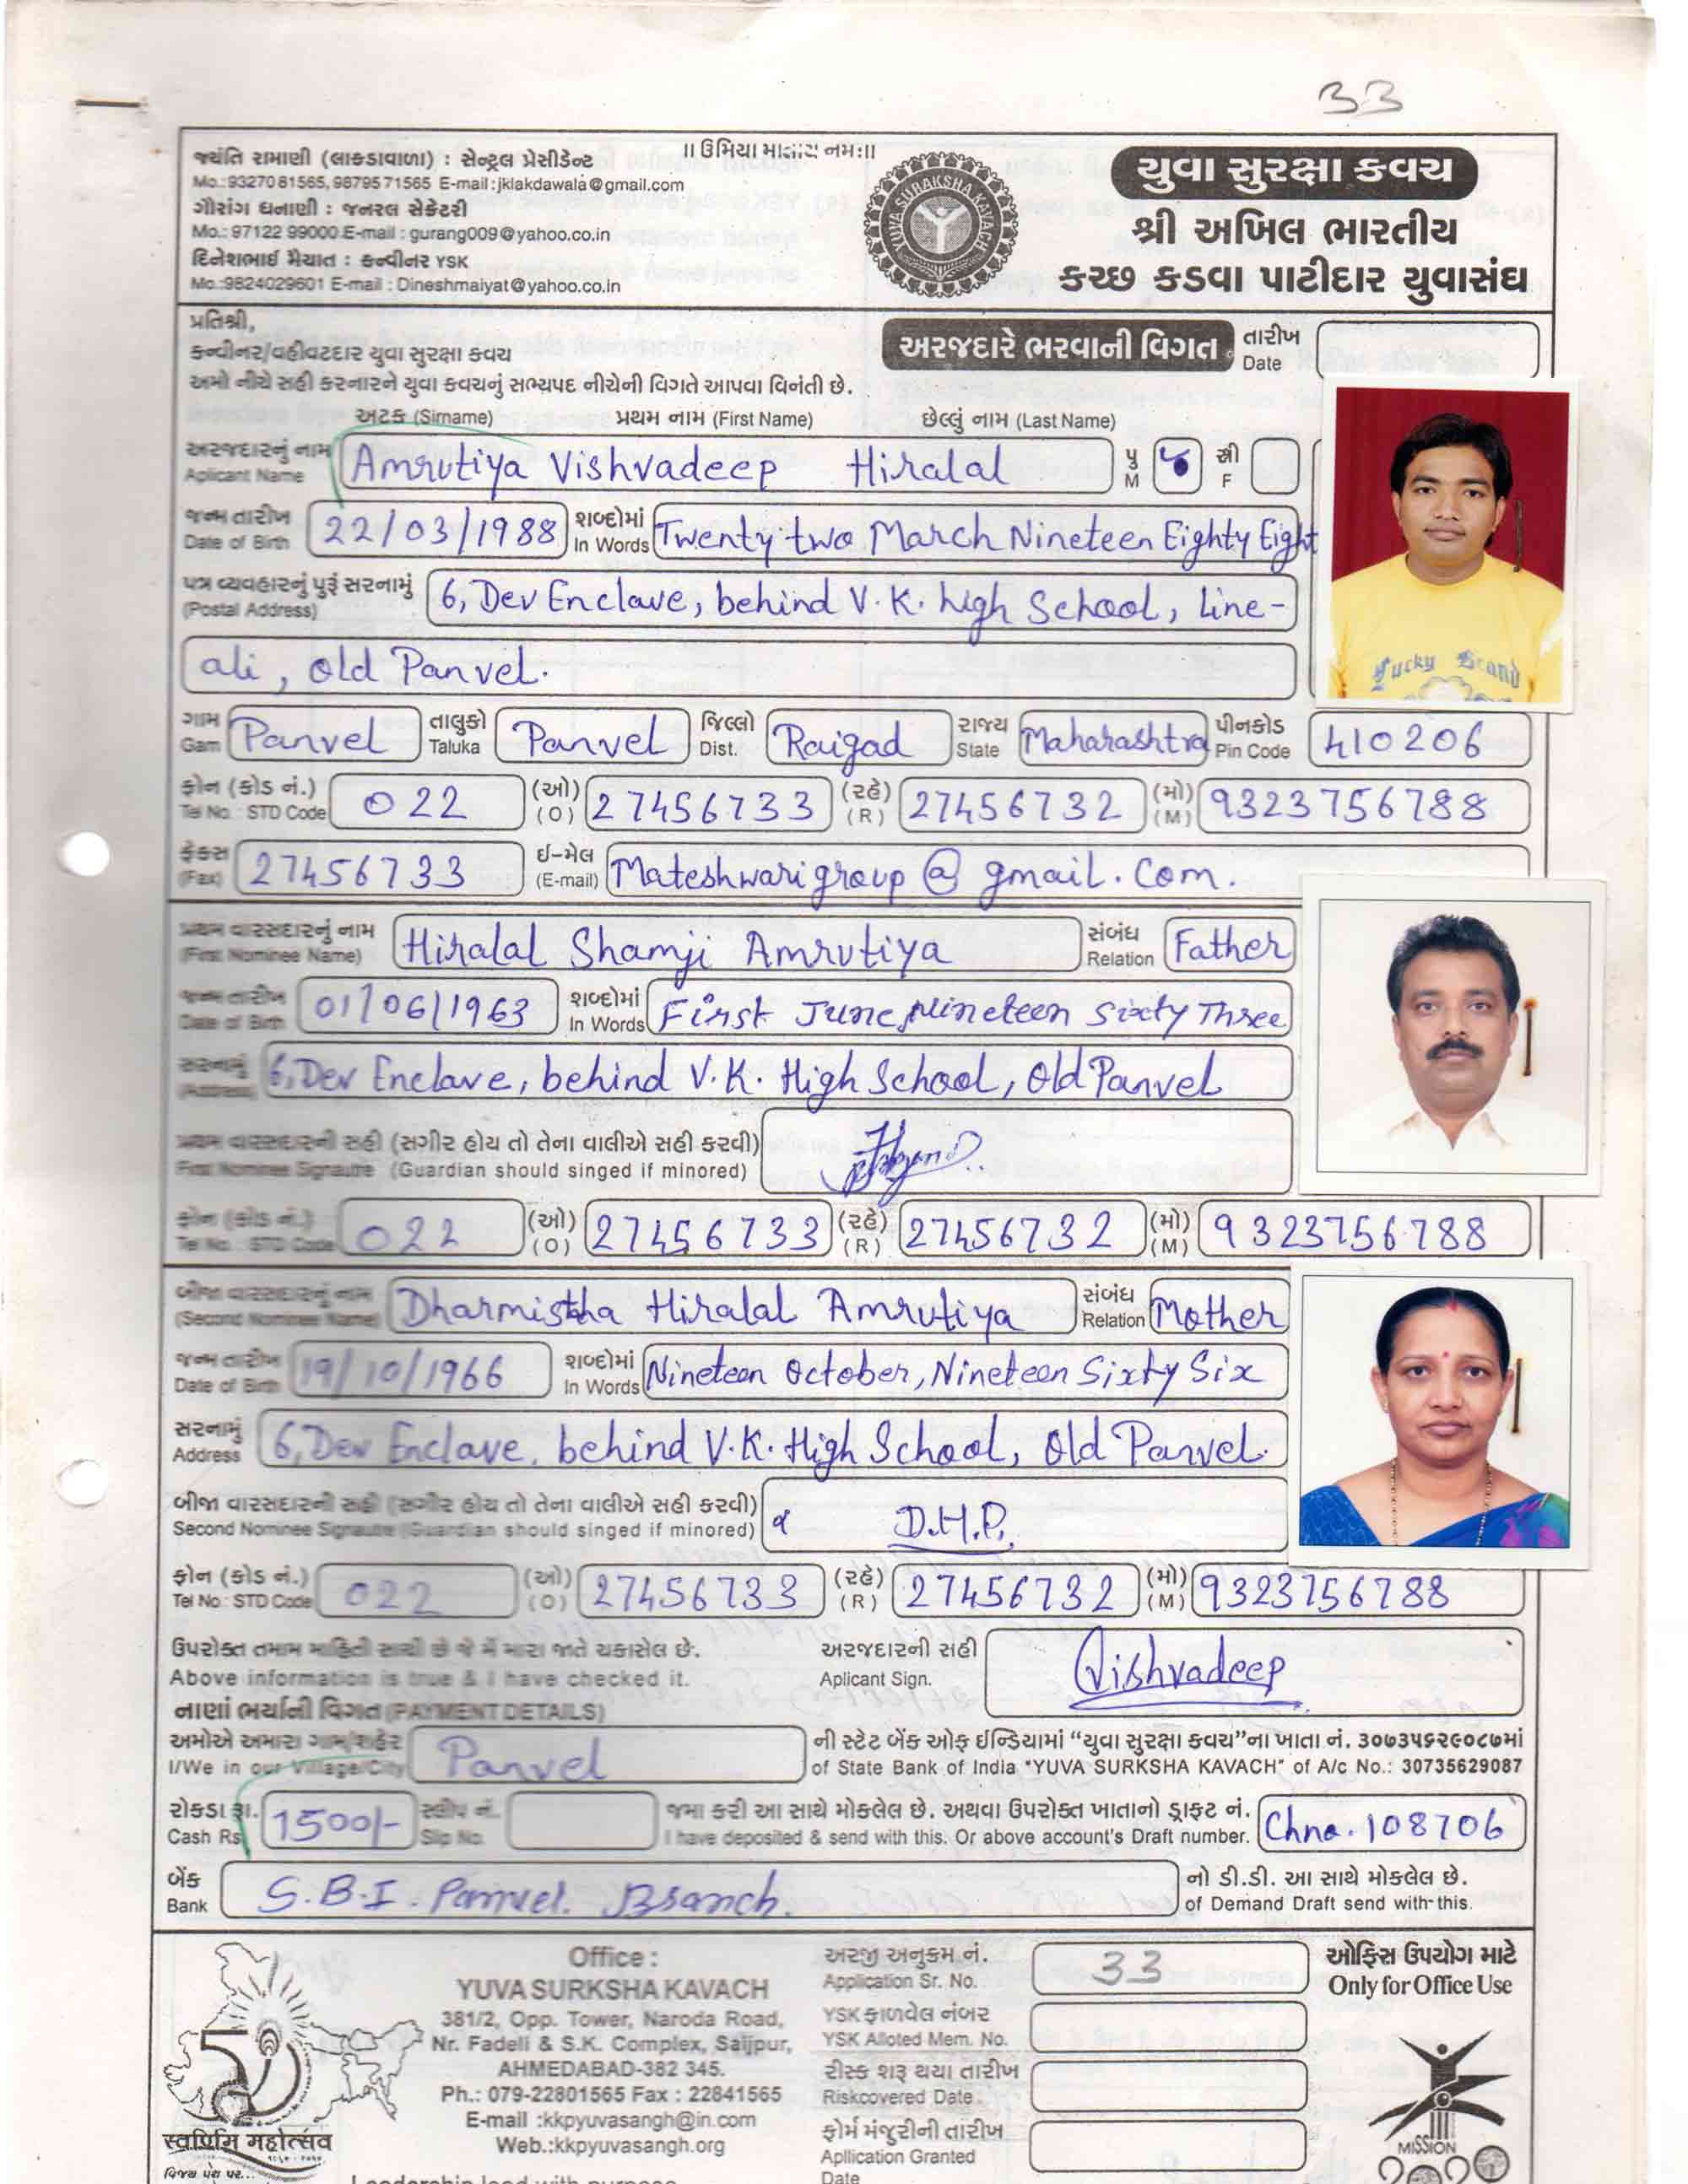 33
॥ ઉમિયા માતાય નમઃ॥
જયંતિ રામાણી (લાકડાવાળા) : સેન્ટ્રલ પ્રેસીડેન્ટ
Mo.:9327081565,9879571565 E-mail:jklakdawala@gmail.com
ગૌરાંગ ધનાણી : જનરલ સેક્રેટરી
Mo.: 97122 99000 E-mail : gurang009@yahoo.co.in
દિનેશભાઈ મૈયાત : કન્વીનર YSK
Mo.:9824029601 E-mail : Dineshmaiyat@yahoo.co.in
YUVA SURAKSHA KAVACH
યુવા સુરક્ષા કવચ
શ્રી અખિલ ભારતીય
કચ્છ કડવા પાટીદાર યુવાસંઘ
પ્રતિશ્રી,
કન્વીનર/વહીવટદાર યુવા સુરક્ષા કવચ
અમો નીચે સહી કરનારને યુવા કવચનું સભ્યપદ નીચેની વિગતે આપવા વિનંતી છે.
અરજદારે ભરવાની વિગત તારીખ
Date
અટક (Sirname) પ્રથમ નામ (First Name) છેલ્લું નામ (Last Name)
અરજદારનું નામ Amrutiya Vishvadeep Hiralal પુ સ્ત્રી
Aplicant Name M F
જન્મ તારીખ 22/03/1988 શબ્દોમાં Twenty two March Nineteen Eighty Eight
Date of Birth In Words
પત્ર વ્યવહારનું પુરૂં સરનામું 6, Dev Enclave, behind V.K. high School, Line-
(Postal Address)
ali, old Panvel.
Lucky Brand
ગામ Panvel તાલુકો Panvel જિલ્લો Raigad રાજ્ય Maharashtra પીનકોડ 410206
Gam Taluka Dist. State Pin Code
ફોન (કોડ નં.) 022 (ઓ) 27456733 (રહે) 27456732 (મો) 9323756788
Tel No. STD Code (O) (R) (M)
ફેક્સ 27456733 ઈ-મેલ Mateshwarigroup@gmail.com.
(Fax) (E-mail)
પ્રથમ વારસદારનું નામ Hiralal Shamji Amrutiya સંબંધ Father
(First Nominee Name) Relation
જન્મ તારીખ 01/06/1963 શબ્દોમાં First June, Nineteen Sixty Three
Date of Birth In Words
સરનામું 6, Dev Enclave, behind V.K. High School, Old Panvel
(Address)
પ્રથમ વારસદારની સહી (સગીર હોય તો તેના વાલીએ સહી કરવી)
First Nominee Signautre (Guardian should singed if minored)
ફોન (કોડ નં.) 022 (ઓ) 27456733 (રહે) 27456732 (મો) 9323756788
Tel No. STD Code (O) (R) (M)
બીજા વારસદારનું નામ Dharmistha Hiralal Amrutiya સંબંધ Mother
(Second Nominee Name) Relation
જન્મ તારીખ 19/10/1966 શબ્દોમાં Nineteen October, Nineteen Sixty Six
Date of Birth In Words
સરનામું 6, Dev Enclave, behind V.K. High School, Old Panvel.
Address
બીજા વારસદારની સહી (સગીર હોય તો તેના વાલીએ સહી કરવી) D.H.P.
Second Nominee Signautre (Guardian should singed if minored)
ફોન (કોડ નં.) 022 (ઓ) 27456733 (રહે) 27456732 (મો) 9323756788
Tel No. STD Code (O) (R) (M)
ઉપરોક્ત તમામ માહિતી સાચી છે જે મેં મારા જાતે ચકાસેલ છે. અરજદારની સહી Vishvadeep
Above information is true & I have checked it. Aplicant Sign.
નાણાં ભર્યાની વિગત (PAYMENT DETAILS)
અમોએ અમારા ગામ/શહેર Panvel ની સ્ટેટ બેંક ઓફ ઈન્ડિયામાં “યુવા સુરક્ષા કવચ”ના ખાતા નં. ૩૦૭૩૫૬૨૯૦૮૭માં
I/We in our Village/City of State Bank of India "YUVA SURKSHA KAVACH" of A/c No.: 30735629087
રોકડા રૂા. 1500/- સ્લીપ નં. જમા કરી આ સાથે મોકલેલ છે. અથવા ઉપરોક્ત ખાતાનો ડ્રાફ્ટ નં. Chno. 108706
Cash Rs. Slip No. I have deposited & send with this. Or above account's Draft number.
બેંક S.B.I. Panvel. Branch. નો ડી.ડી. આ સાથે મોકલેલ છે.
Bank of Demand Draft send with this.
Office :
YUVA SURKSHA KAVACH
381/2, Opp. Tower, Naroda Road,
Nr. Fadeli & S.K. Complex, Saijpur,
AHMEDABAD-382 345.
Ph.: 079-22801565 Fax : 22841565
E-mail :kkpyuvasangh@in.com
Web.:kkpyuvasangh.org
50
स्वर्णिम महोत्सव
અરજી અનુક્રમ નં. 33 ઓફિસ ઉપયોગ માટે
Application Sr. No. Only for Office Use
YSK ફાળવેલ નંબર
YSK Alloted Mem. No.
રીસ્ક શરૂ થયા તારીખ
Riskcovered Date
ફોર્મ મંજુરીની તારીખ
Apllication Granted
Date
MISSION
Leadership lead with purpose